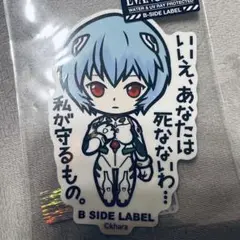 WATER & UV RAY PROTECTED
B-SIDE LABEL
いいえ、あなたは
死なないわ…
私が守るもの。
B SIDE LABEL
©khara